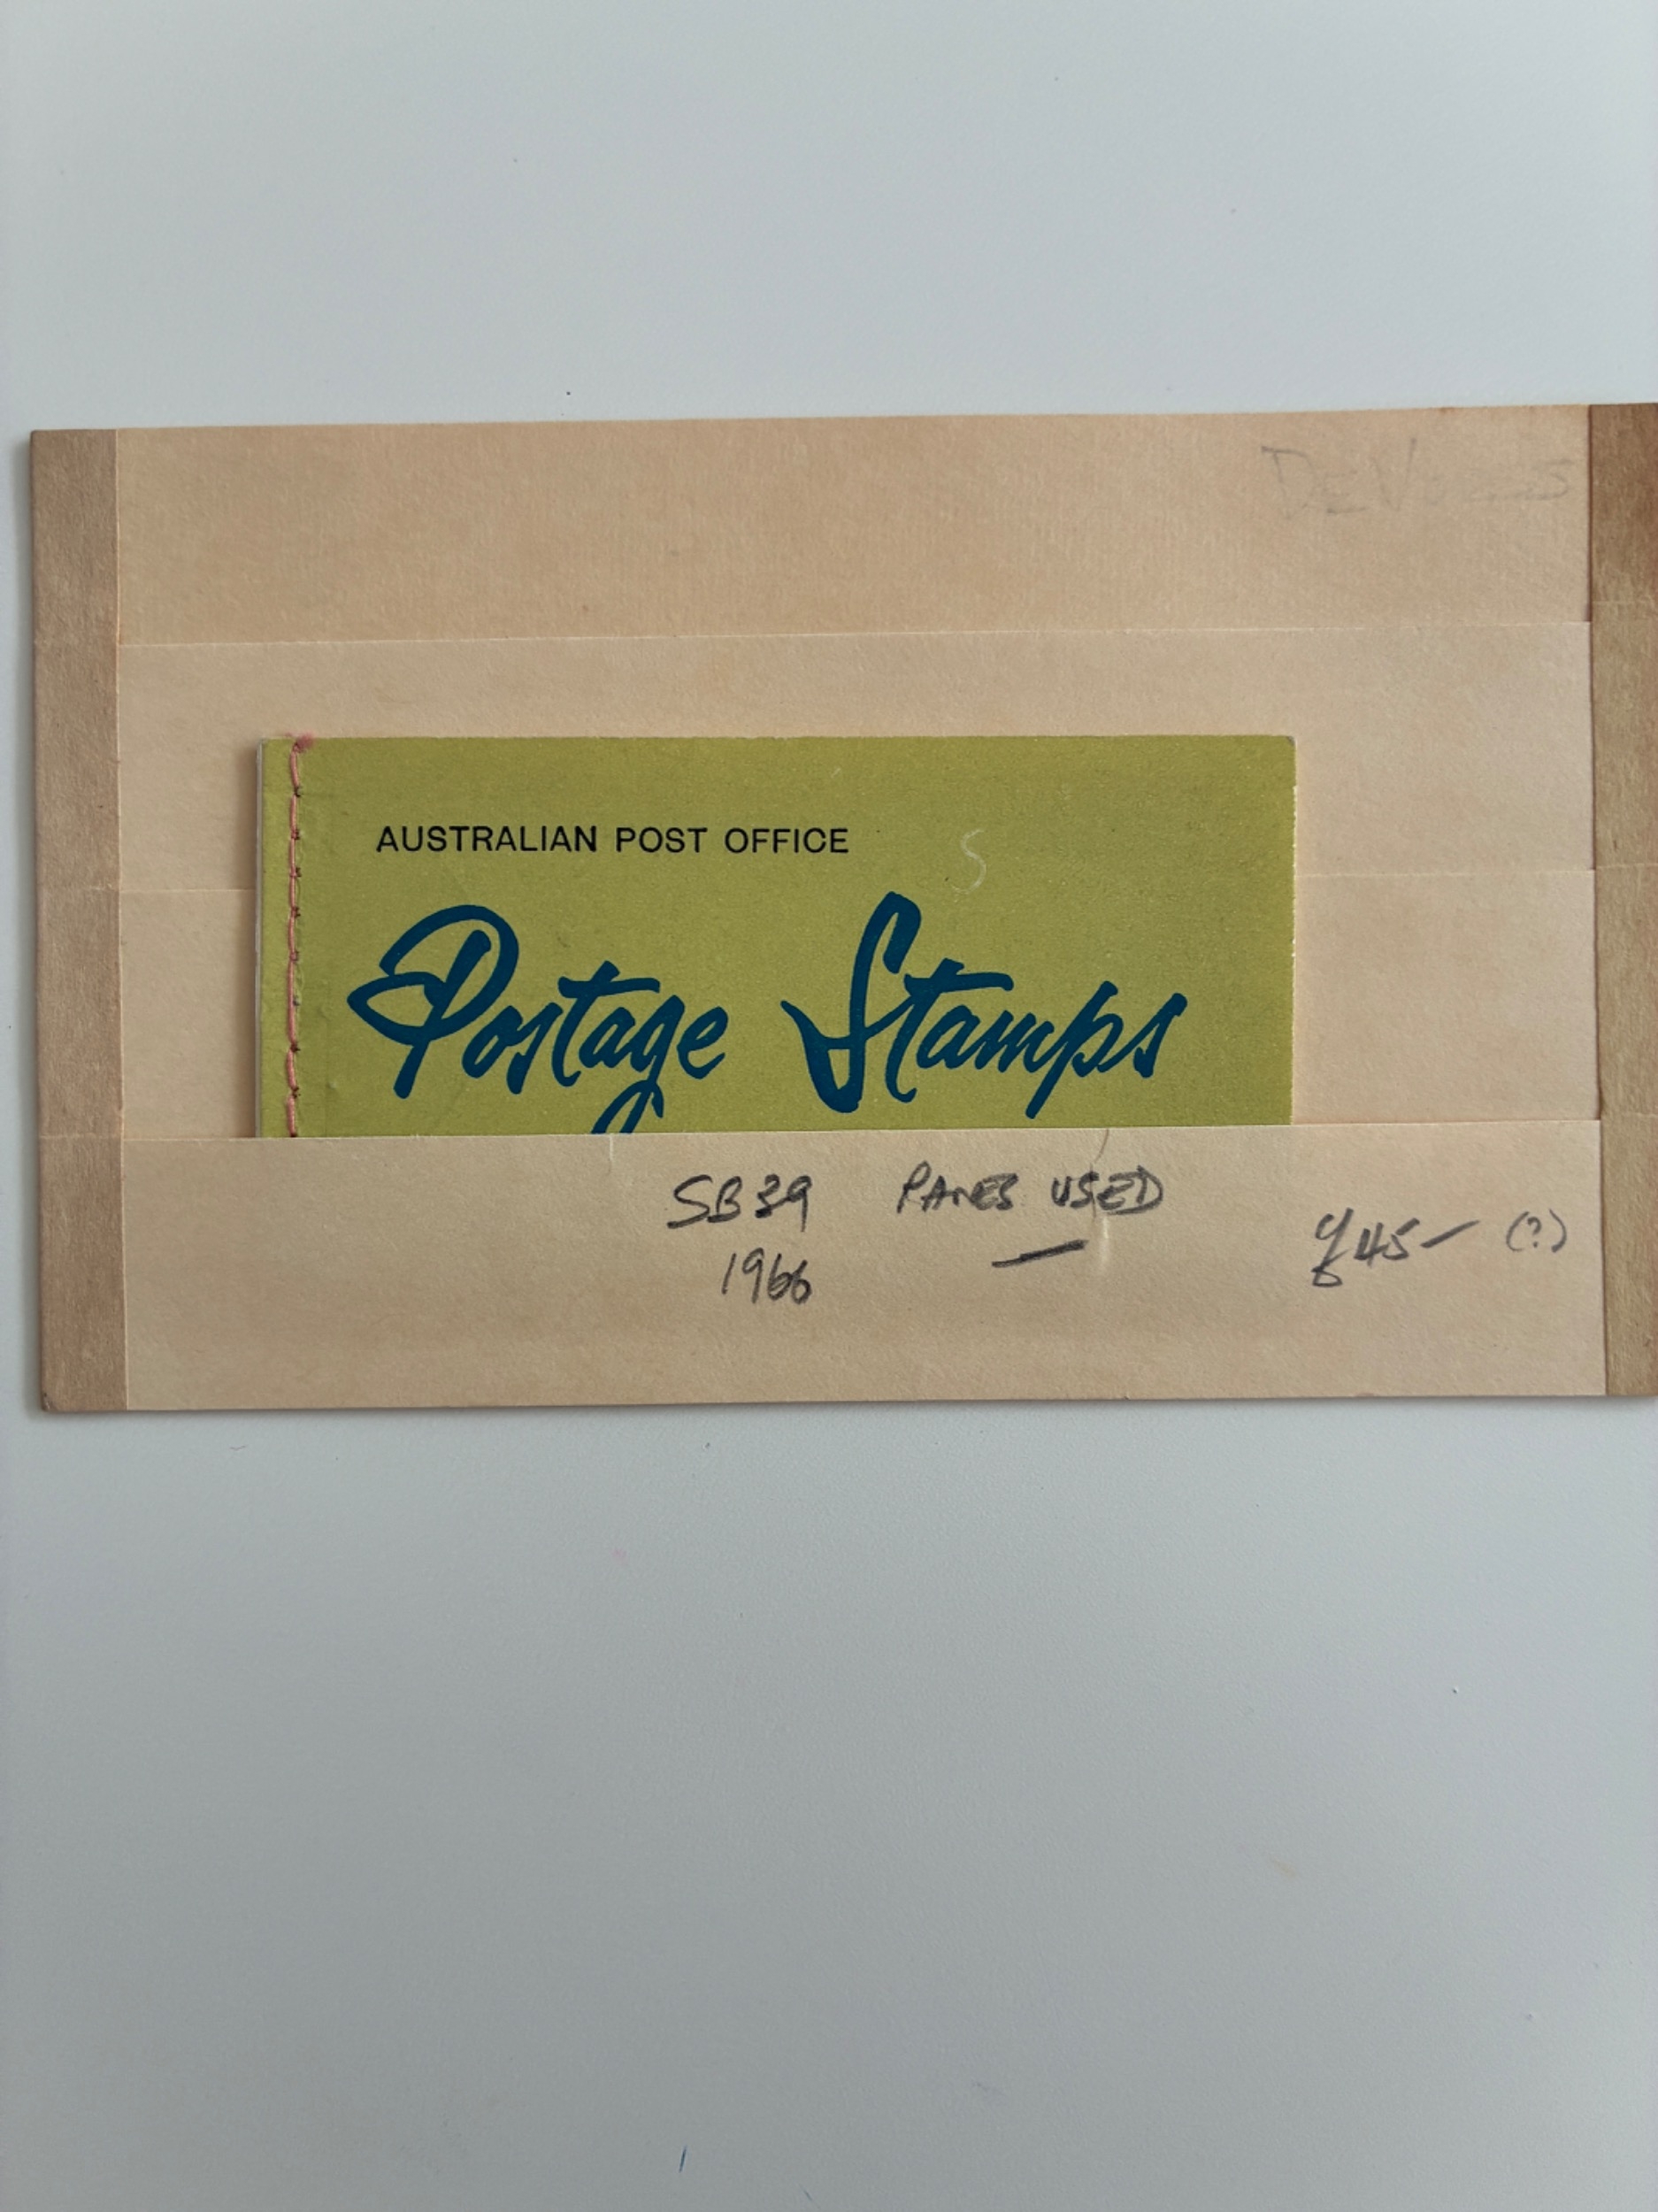 AUSTRALIAN POST OFFICE
Postage Stamps
SB39 PANES USED
1966
£45 — (?)